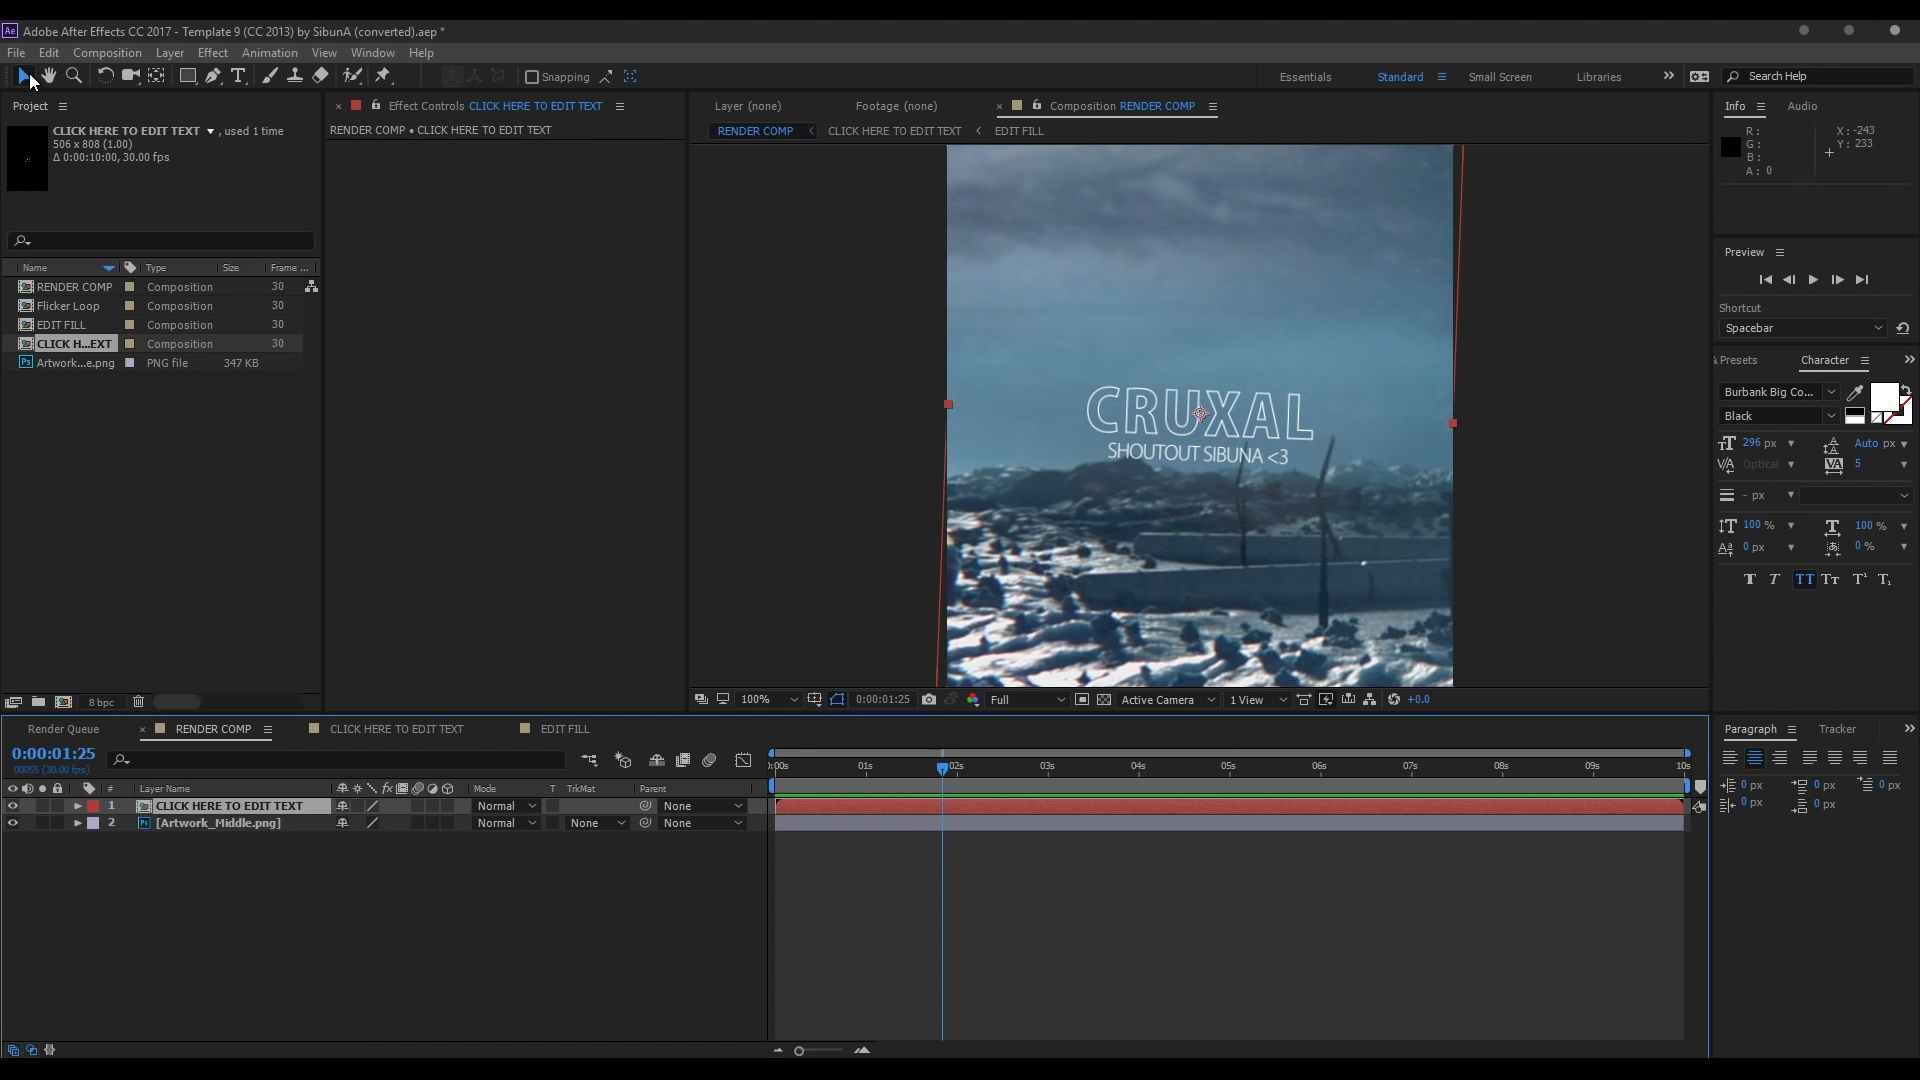 Ae Adobe After Effects CC 2017 - Template 9 (CC 2013) by SibunA (converted).aep *
File Edit Composition Layer Effect Animation View Window Help
Snapping Essentials Standard Small Screen Libraries Search Help
Project
CLICK HERE TO EDIT TEXT , used 1 time
506 x 808 (1.00)
Δ 0:00:10:00, 30.00 fps
Name Type Size Frame ...
RENDER COMP Composition 30
Flicker Loop Composition 30
EDIT FILL Composition 30
CLICK H...EXT Composition 30
Ps Artwork...e.png PNG file 347 KB
8 bpc
Effect Controls CLICK HERE TO EDIT TEXT
RENDER COMP • CLICK HERE TO EDIT TEXT
Layer (none) Footage (none) Composition RENDER COMP
RENDER COMP CLICK HERE TO EDIT TEXT EDIT FILL
CRUXAL
SHOUTOUT SIBUNA <3
100% 0:00:01:25 Full Active Camera 1 View +0.0
Info Audio
R : X : -243
G : Y : 233
B :
A : 0
Preview
Shortcut
Spacebar
& Presets Character
Burbank Big Co...
Black
296 px Auto px
Optical 5
- px
100 % 100 %
0 px 0 %
T T TT Tт T¹ T₁
Render Queue RENDER COMP CLICK HERE TO EDIT TEXT EDIT FILL
0:00:01:25
00055 (30.00 fps)
):00s 01s 02s 03s 04s 05s 06s 07s 08s 09s 10s
# Layer Name fx Mode T TrkMat Parent
1 CLICK HERE TO EDIT TEXT Normal None
2 Ps [Artwork_Middle.png] Normal None None
Paragraph Tracker
0 px 0 px 0 px
0 px 0 px